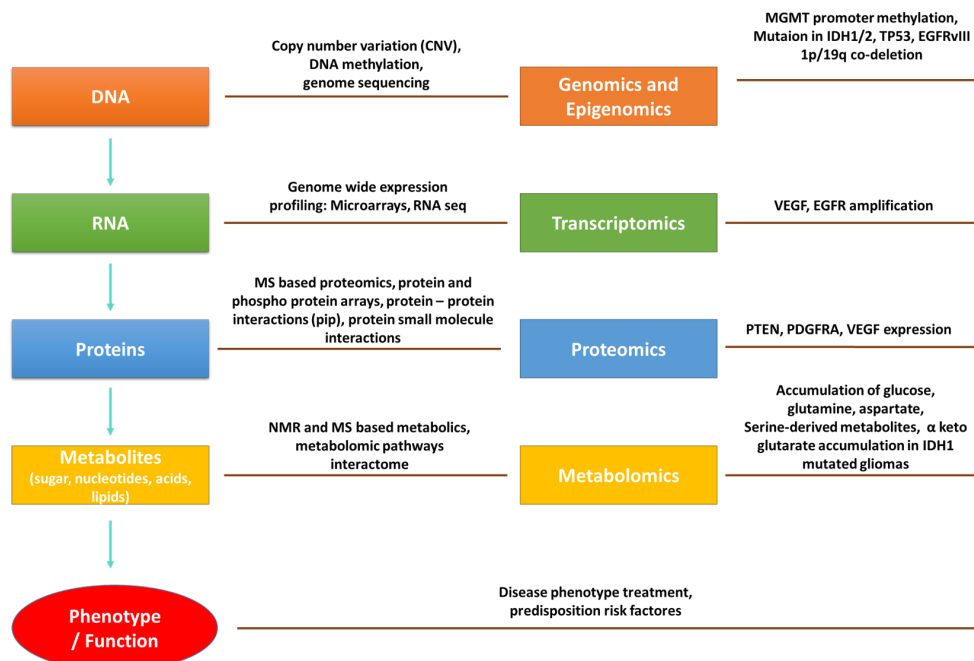 DNA
Copy number variation (CNV),
DNA methylation,
genome sequencing
Genomics and
Epigenomics
MGMT promoter methylation,
Mutaion in IDH1/2, TP53, EGFRvIII
1p/19q co-deletion
RNA
Genome wide expression
profiling: Microarrays, RNA seq
Transcriptomics
VEGF, EGFR amplification
Proteins
MS based proteomics, protein and
phospho protein arrays, protein – protein
interactions (pip), protein small molecule
interactions
Proteomics
PTEN, PDGFRA, VEGF expression
Metabolites
(sugar, nucleotides, acids,
lipids)
NMR and MS based metabolics,
metabolomic pathways
interactome
Metabolomics
Accumulation of glucose,
glutamine, aspartate,
Serine-derived metabolites, α keto
glutarate accumulation in IDH1
mutated gliomas
Phenotype
/ Function
Disease phenotype treatment,
predisposition risk factores